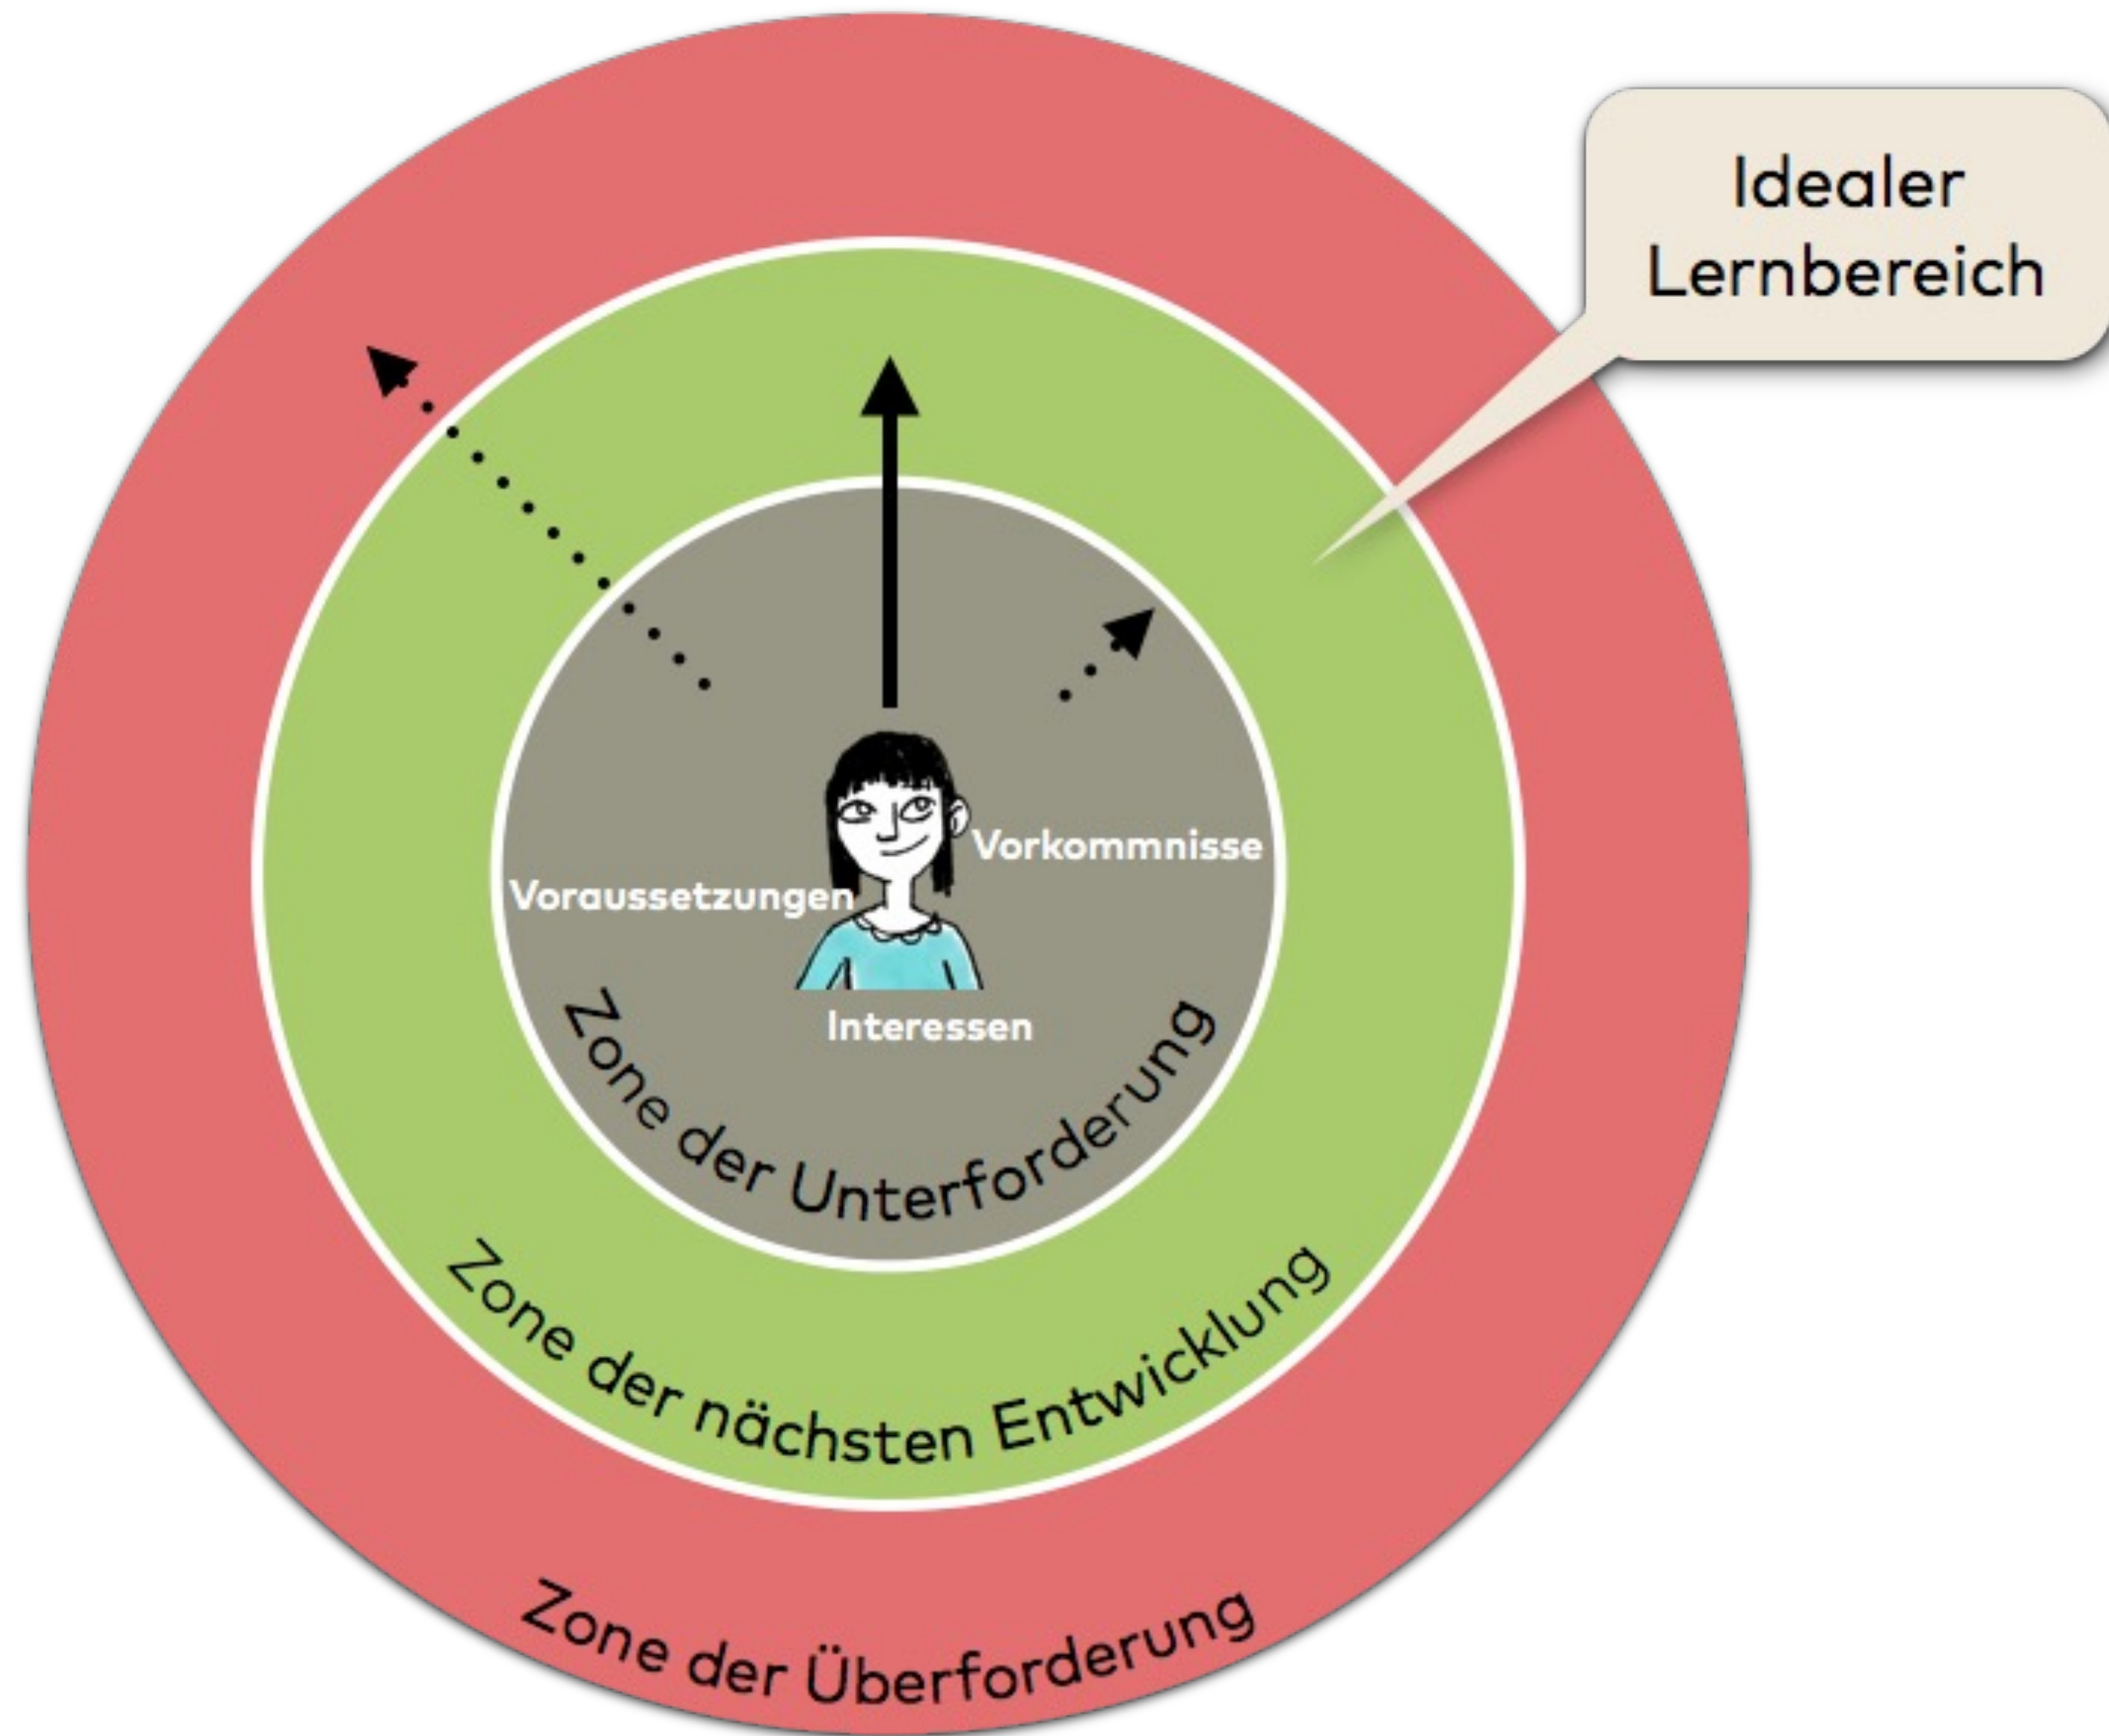 Idealer
Lernbereich
Vorkommnisse
Voraussetzungen
Interessen
Zone der Unterforderung
Zone der nächsten Entwicklung
Zone der Überforderung